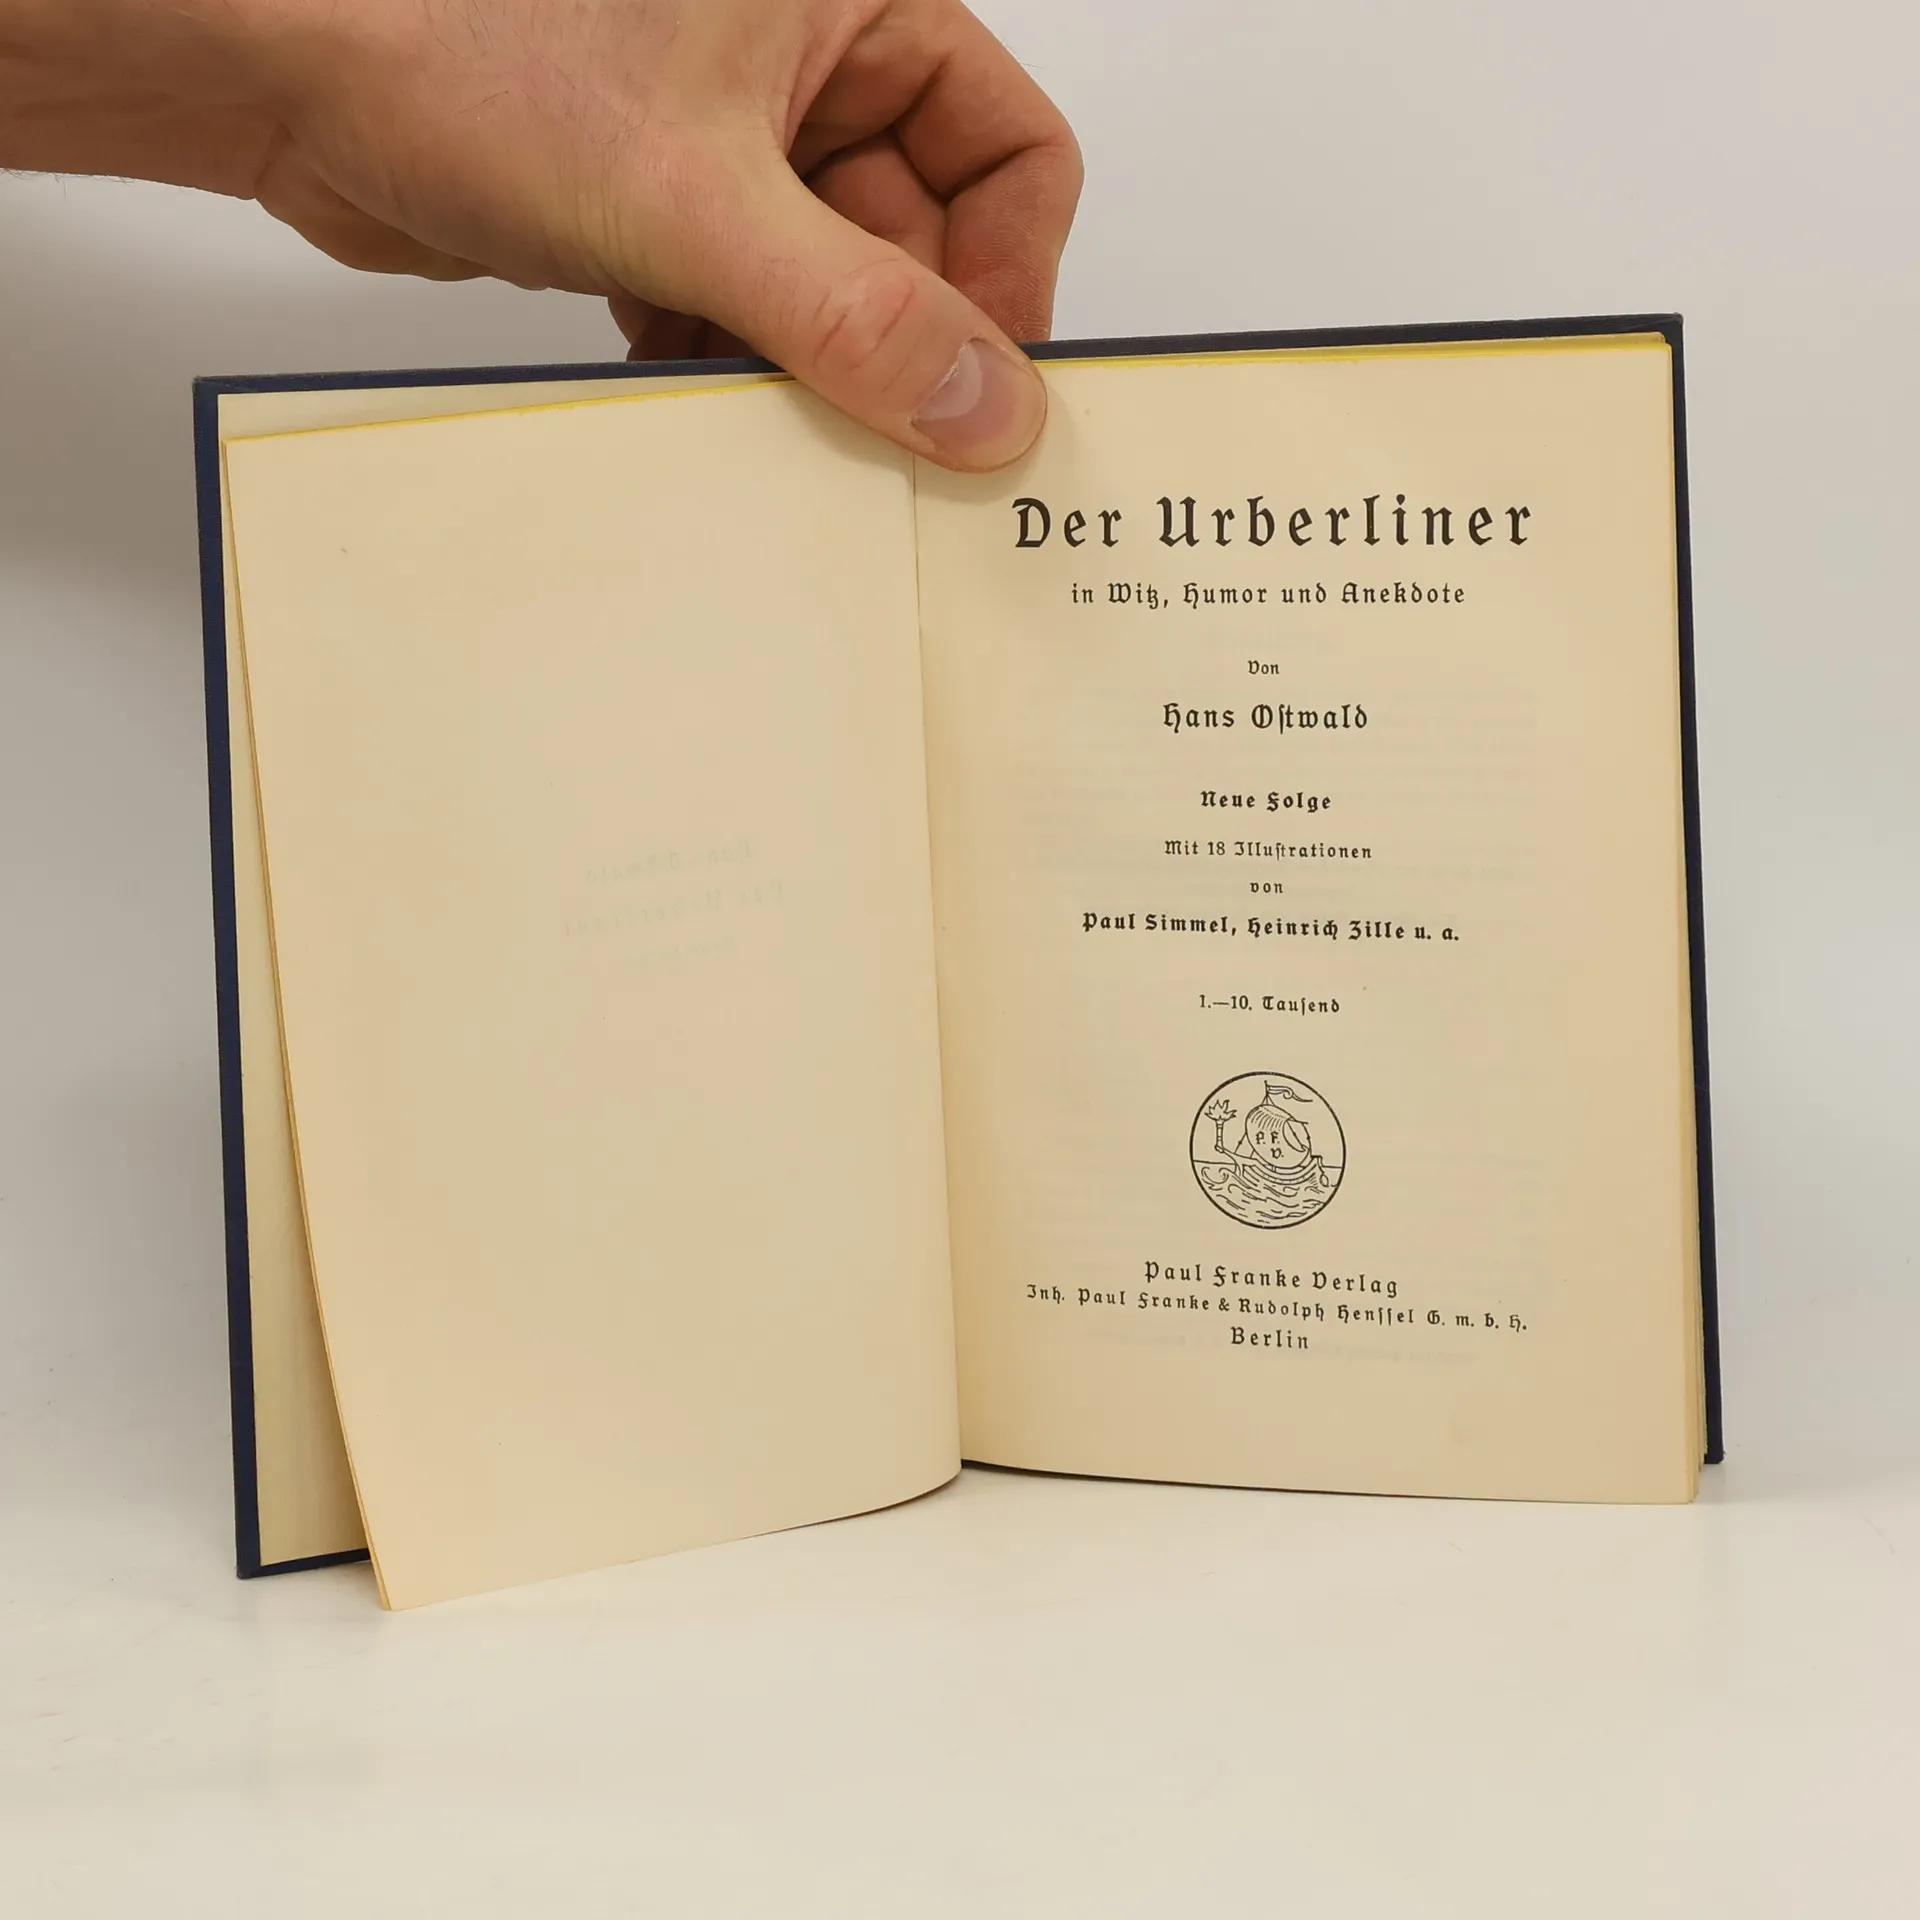 Der Urberliner
in Witz, Humor und Anekdote
Von
Hans Oſtwald
Neue Folge
Mit 18 Illuſtrationen
von
Paul Simmel, Heinrich Zille u. a.
1.—10. Tauſend
P. F.
V.
Paul Franke Verlag
Inh. Paul Franke & Rudolph Henſſel G. m. b. H.
Berlin